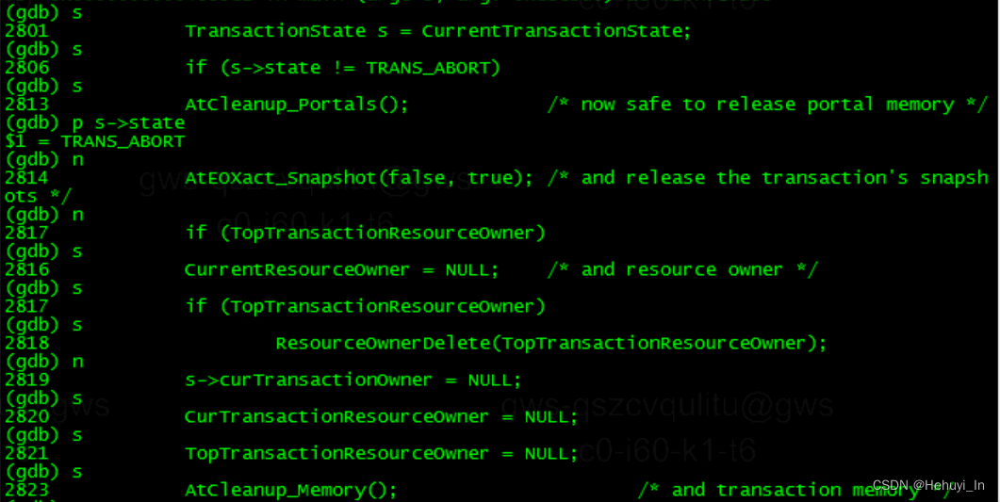 (gdb) s
2801            TransactionState s = CurrentTransactionState;
(gdb) s
2806            if (s->state != TRANS_ABORT)
(gdb) s
2813            AtCleanup_Portals();            /* now safe to release portal memory */
(gdb) p s->state
$1 = TRANS_ABORT
(gdb) n
2814            AtEOXact_Snapshot(false, true); /* and release the transaction's snapsh
ots */
(gdb) n
2817            if (TopTransactionResourceOwner)
(gdb) s
2816            CurrentResourceOwner = NULL;    /* and resource owner */
(gdb) s
2817            if (TopTransactionResourceOwner)
(gdb) s
2818                    ResourceOwnerDelete(TopTransactionResourceOwner);
(gdb) n
2819            s->curTransactionOwner = NULL;
(gdb) s
2820            CurTransactionResourceOwner = NULL;
(gdb) s
2821            TopTransactionResourceOwner = NULL;
(gdb) s
2823            AtCleanup_Memory();                     /* and transaction memory */
gws-qszcvqulitu@gws
c0-i60-k1-t6
CSDN @Hehuyi_In